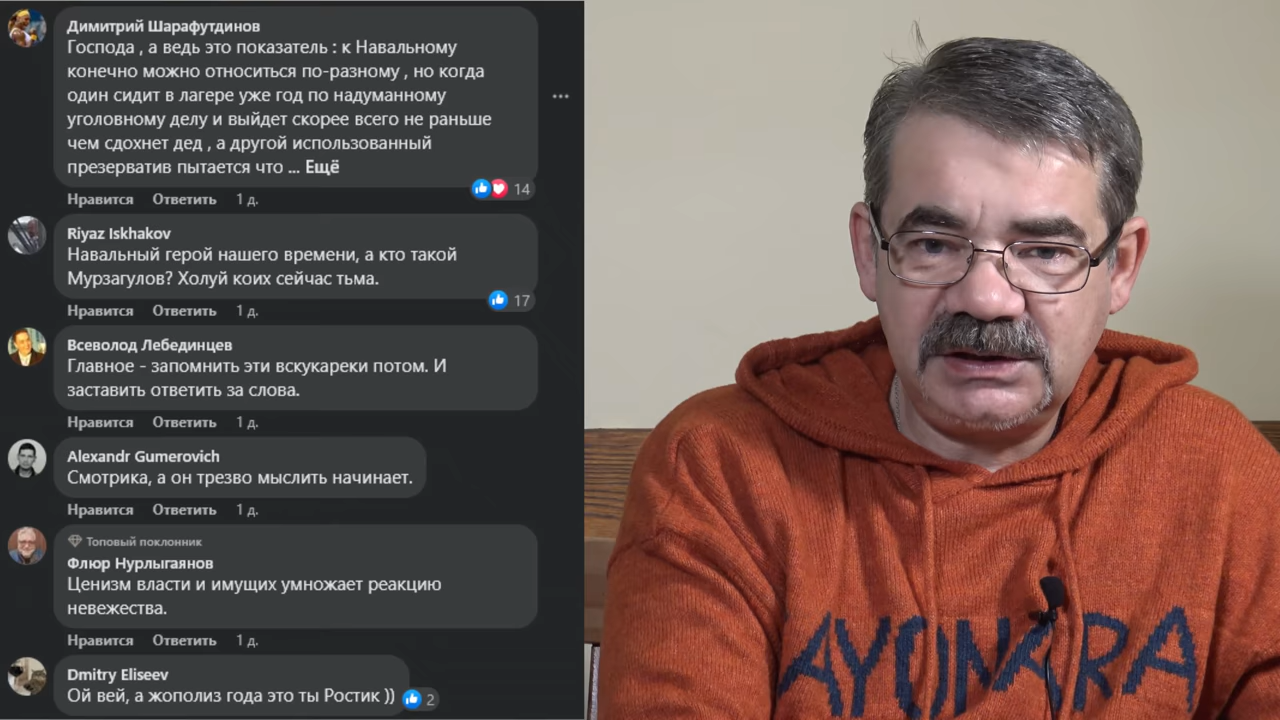 Димитрий Шарафутдинов
Господа , а ведь это показатель : к Навальному
конечно можно относиться по-разному , но когда
один сидит в лагере уже год по надуманному
уголовному делу и выйдет скорее всего не раньше
чем сдохнет дед , а другой использованный
презерватив пытается что ... Ещё
14
Нравится Ответить 1 д.
Riyaz Iskhakov
Навальный герой нашего времени, а кто такой
Мурзагулов? Холуй коих сейчас тьма.
17
Нравится Ответить 1 д.
Всеволод Лебединцев
Главное - запомнить эти вскукареки потом. И
заставить ответить за слова.
Нравится Ответить 1 д.
Alexandr Gumerovich
Смотрика, а он трезво мыслить начинает.
Нравится Ответить 1 д.
Топовый поклонник
Флюр Нурлыгаянов
Ценизм власти и имущих умножает реакцию
невежества.
Нравится Ответить 1 д.
Dmitry Eliseev
Ой вей, а жополиз года это ты Ростик )) 2
AYONARA